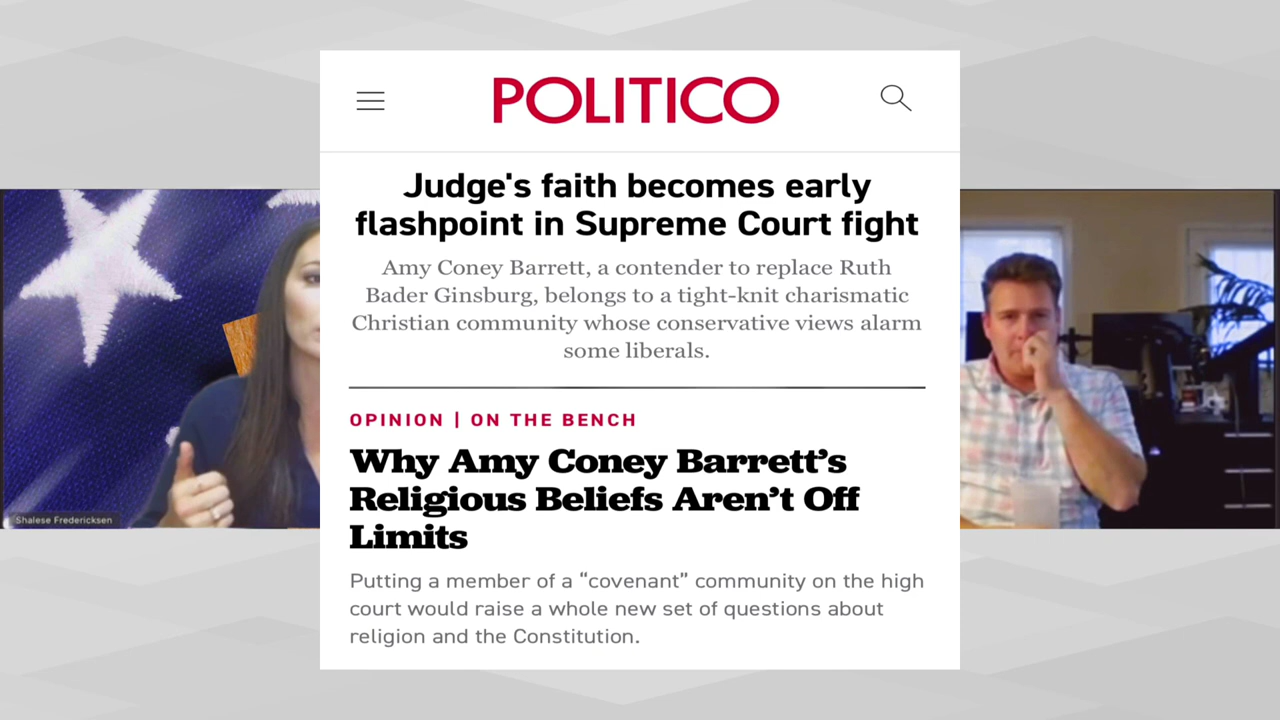 POLITICO
Judge's faith becomes early
flashpoint in Supreme Court fight
Amy Coney Barrett, a contender to replace Ruth
Bader Ginsburg, belongs to a tight-knit charismatic
Christian community whose conservative views alarm
some liberals.
OPINION | ON THE BENCH
Why Amy Coney Barrett’s
Religious Beliefs Aren’t Off
Limits
Putting a member of a “covenant” community on the high
court would raise a whole new set of questions about
religion and the Constitution.
Shalese Fredericksen